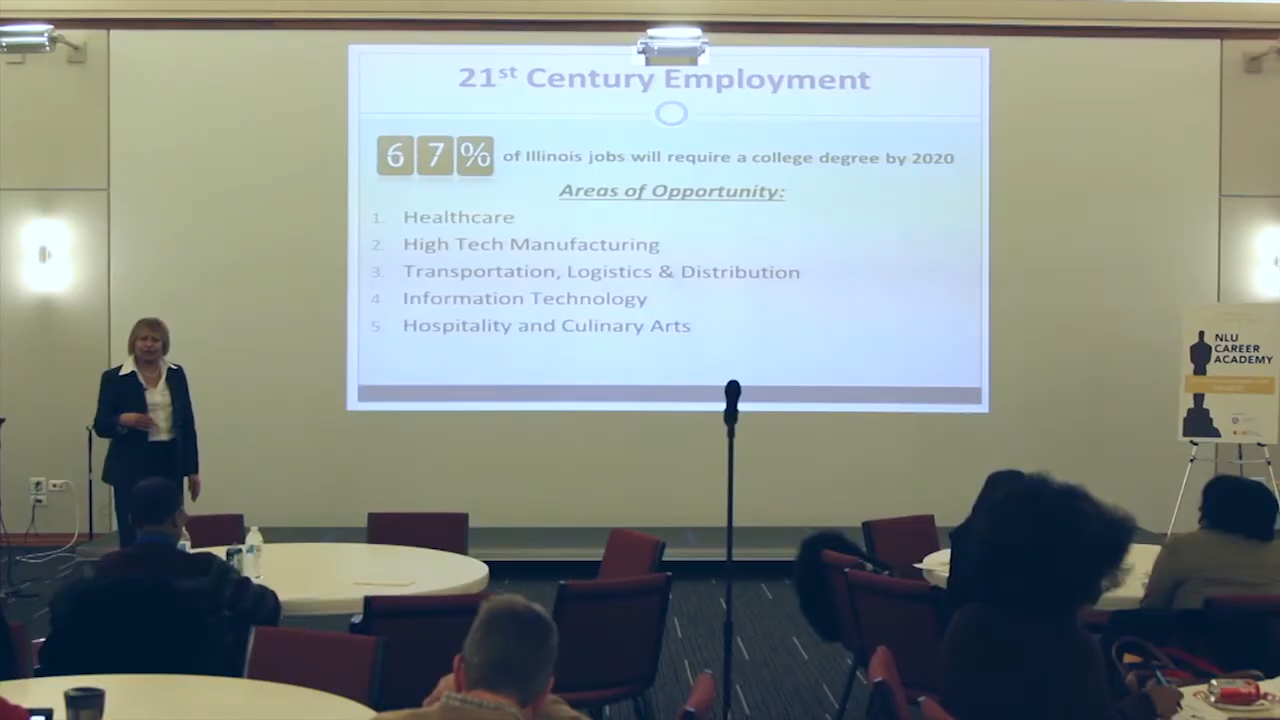 21st Century Employment
67% of Illinois jobs will require a college degree by 2020
Areas of Opportunity:
1. Healthcare
2. High Tech Manufacturing
3. Transportation, Logistics & Distribution
4. Information Technology
5. Hospitality and Culinary Arts
NLU
CAREER
ACADEMY